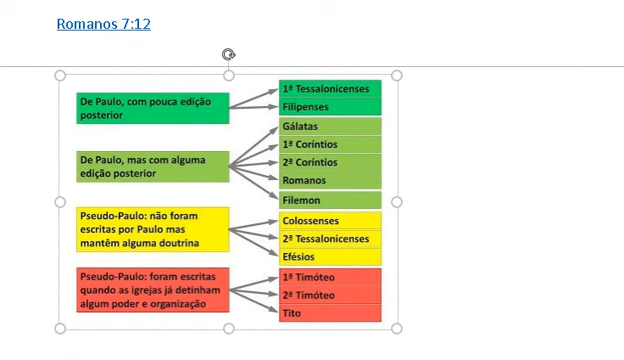 Romanos 7:12
De Paulo, com pouca edição
posterior
1ª Tessalonicenses
Filipenses
De Paulo, mas com alguma
edição posterior
Gálatas
1ª Coríntios
2ª Coríntios
Romanos
Filemon
Pseudo-Paulo: não foram
escritas por Paulo mas
mantêm alguma doutrina
Colossenses
2ª Tessalonicenses
Efésios
Pseudo-Paulo: foram escritas
quando as igrejas já detinham
algum poder e organização
1ª Timóteo
2ª Timóteo
Tito